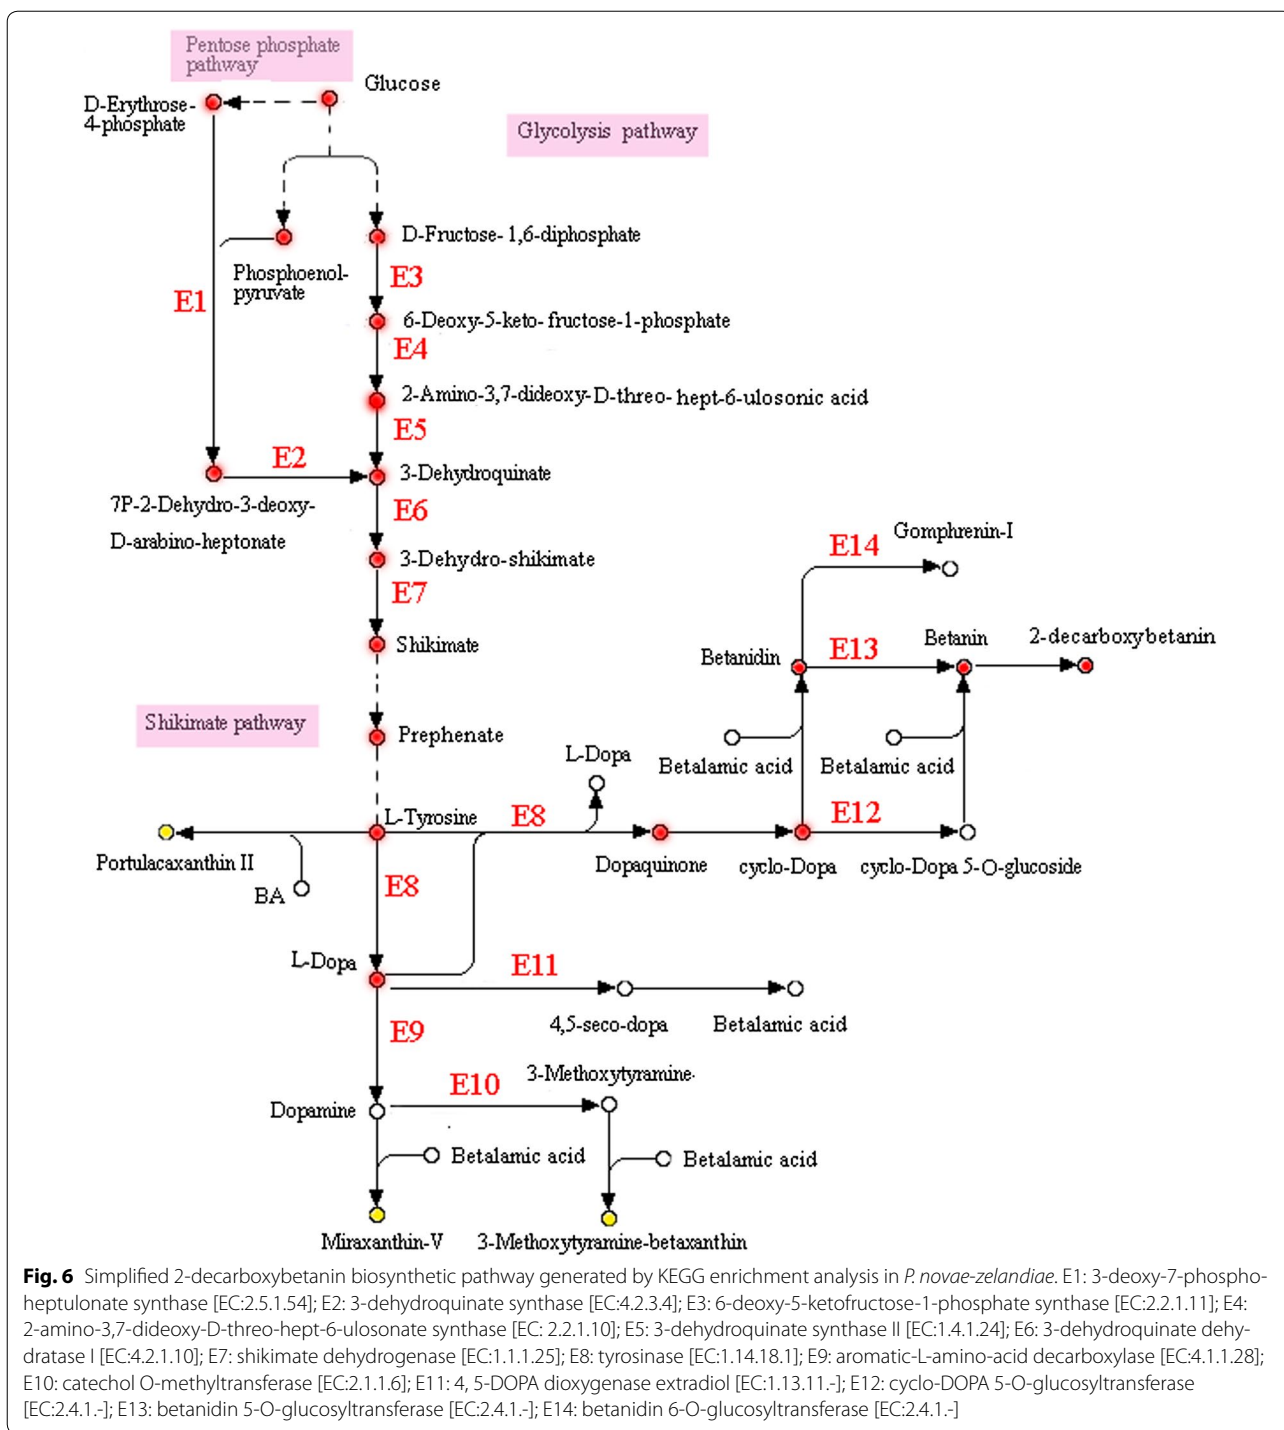 Pentose phosphate
pathway
Glucose
D-Erythrose-
4-phosphate
Glycolysis pathway
D-Fructose-1,6-diphosphate
Phosphoenol-
pyruvate
E3
E1
6-Deoxy-5-keto-fructose-1-phosphate
E4
2-Amino-3,7-dideoxy-D-threo-hept-6-ulosonic acid
E5
E2
3-Dehydroquinate
7P-2-Dehydro-3-deoxy-
D-arabino-heptonate
E6
3-Dehydro-shikimate
E14
Gomphrenin-I
E7
Shikimate
Betanidin
E13
Betanin
2-decarboxybetanin
Shikimate pathway
Prephenate
L-Dopa
Betalamic acid
Betalamic acid
L-Tyrosine
E8
E12
Portulacaxanthin II
Dopaquinone
cyclo-Dopa
cyclo-Dopa 5-O-glucoside
BA
E8
L-Dopa
E11
4,5-seco-dopa
Betalamic acid
E9
E10
3-Methoxytyramine
Dopamine
Betalamic acid
Betalamic acid
Miraxanthin-V
3-Methoxytyramine-betaxanthin
Fig. 6 Simplified 2-decarboxybetanin biosynthetic pathway generated by KEGG enrichment analysis in P. novae-zelandiae. E1: 3-deoxy-7-phospho-
heptulonate synthase [EC:2.5.1.54]; E2: 3-dehydroquinate synthase [EC:4.2.3.4]; E3: 6-deoxy-5-ketofructose-1-phosphate synthase [EC:2.2.1.11]; E4:
2-amino-3,7-dideoxy-D-threo-hept-6-ulosonate synthase [EC: 2.2.1.10]; E5: 3-dehydroquinate synthase II [EC:1.4.1.24]; E6: 3-dehydroquinate dehy-
dratase I [EC:4.2.1.10]; E7: shikimate dehydrogenase [EC:1.1.1.25]; E8: tyrosinase [EC:1.14.18.1]; E9: aromatic-L-amino-acid decarboxylase [EC:4.1.1.28];
E10: catechol O-methyltransferase [EC:2.1.1.6]; E11: 4, 5-DOPA dioxygenase extradiol [EC:1.13.11.-]; E12: cyclo-DOPA 5-O-glucosyltransferase
[EC:2.4.1.-]; E13: betanidin 5-O-glucosyltransferase [EC:2.4.1.-]; E14: betanidin 6-O-glucosyltransferase [EC:2.4.1.-]